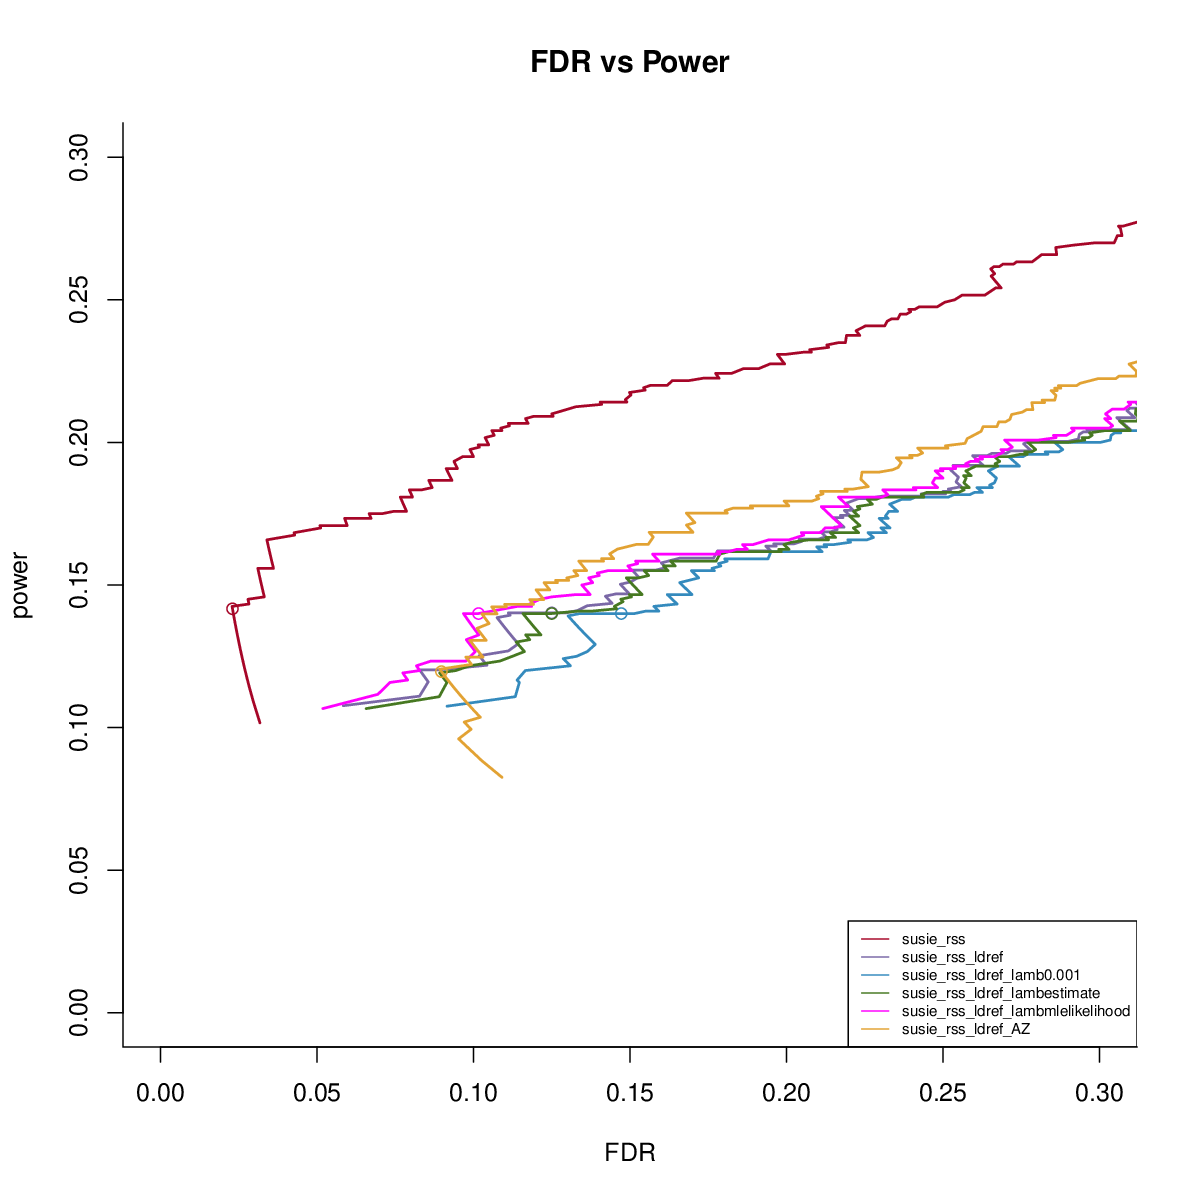 FDR vs Power
power
0.30
0.25
0.20
0.15
0.10
0.05
0.00
susie_rss
susie_rss_ldref
susie_rss_ldref_lamb0.001
susie_rss_ldref_lambestimate
susie_rss_ldref_lambmlelikelihood
susie_rss_ldref_AZ
0.00 0.05 0.10 0.15 0.20 0.25 0.30
FDR